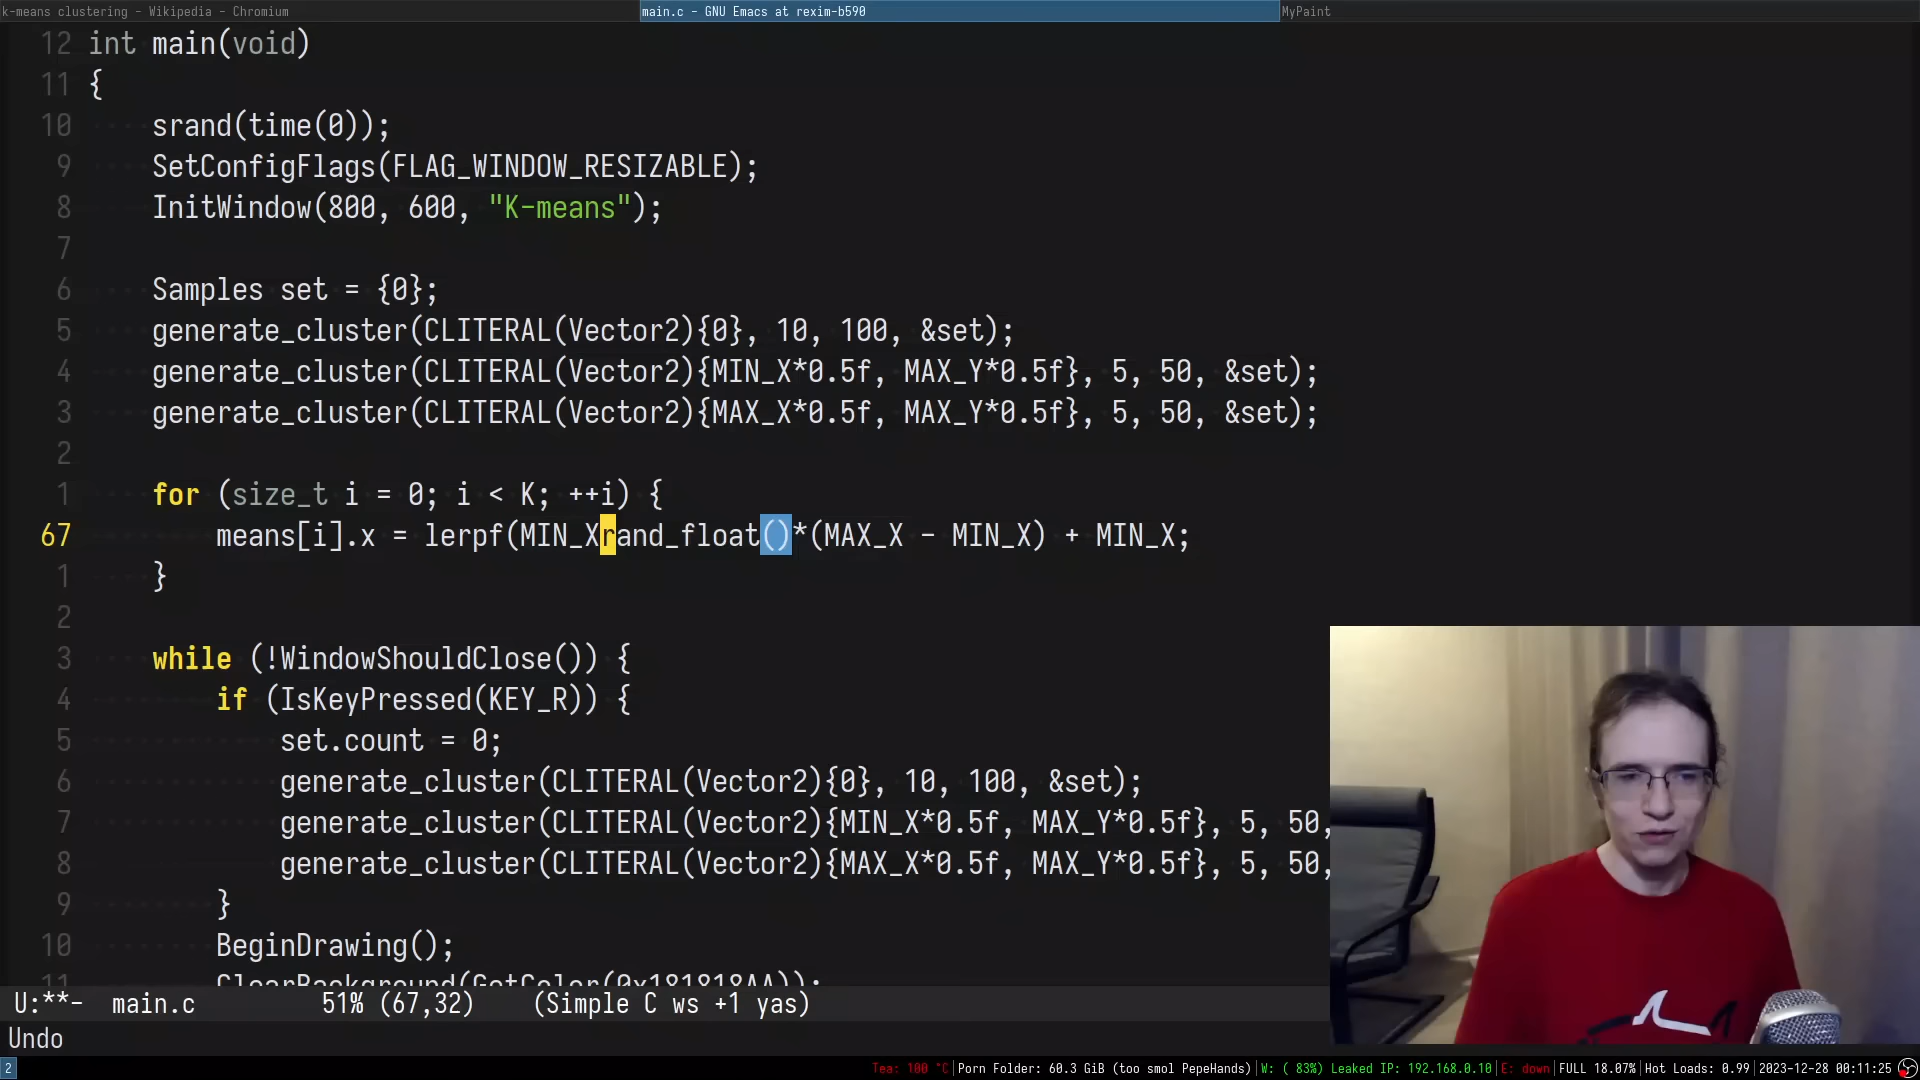 k-means clustering - Wikipedia - Chromium
main.c - GNU Emacs at rexim-b590
MyPaint
12 int main(void)
11 {
10 srand(time(0));
9 SetConfigFlags(FLAG_WINDOW_RESIZABLE);
8 InitWindow(800, 600, "K-means");
7
6 Samples set = {0};
5 generate_cluster(CLITERAL(Vector2){0}, 10, 100, &set);
4 generate_cluster(CLITERAL(Vector2){MIN_X*0.5f, MAX_Y*0.5f}, 5, 50, &set);
3 generate_cluster(CLITERAL(Vector2){MAX_X*0.5f, MAX_Y*0.5f}, 5, 50, &set);
2
1 for (size_t i = 0; i < K; ++i) {
67 means[i].x = lerpf(MIN_Xrand_float()*(MAX_X - MIN_X) + MIN_X;
1 }
2
3 while (!WindowShouldClose()) {
4 if (IsKeyPressed(KEY_R)) {
5 set.count = 0;
6 generate_cluster(CLITERAL(Vector2){0}, 10, 100, &set);
7 generate_cluster(CLITERAL(Vector2){MIN_X*0.5f, MAX_Y*0.5f}, 5, 50,
8 generate_cluster(CLITERAL(Vector2){MAX_X*0.5f, MAX_Y*0.5f}, 5, 50,
9 }
10 BeginDrawing();
11 ClearBackground(GetColor(0x181818AA));
U:**- main.c 51% (67,32) (Simple C ws +1 yas)
Undo
2
Tea: 100 °C|Porn Folder: 60.3 GiB (too smol PepeHands)|W: ( 83%) Leaked IP: 192.168.0.10|E: down|FULL 18.07%|Hot Loads: 0.99|2023-12-28 00:11:25